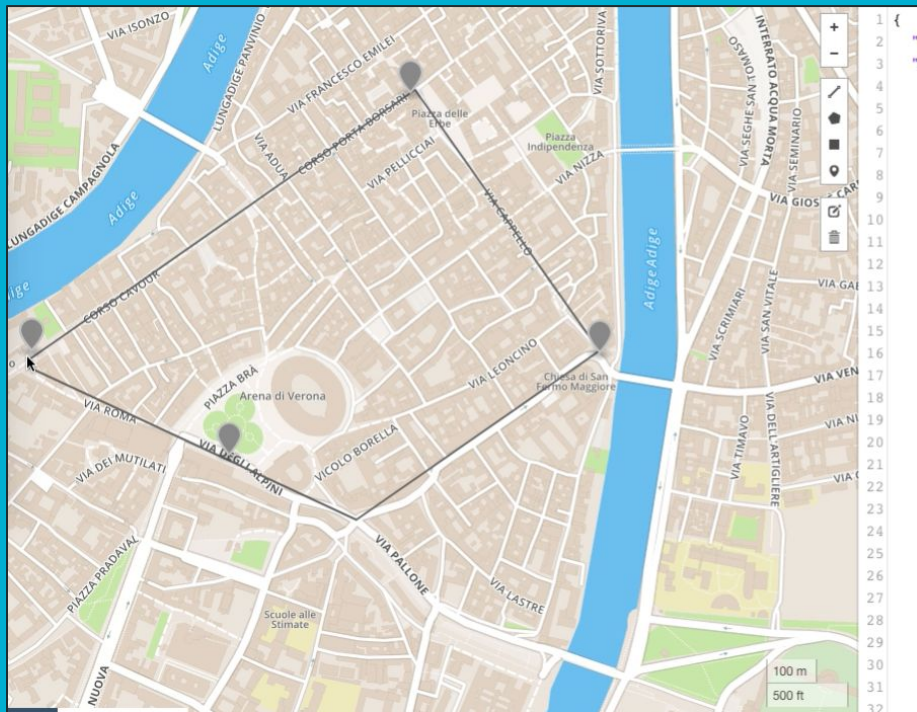 VIA ISONZO
Adige
LUNGADIGE PANVINIO
VIA FRANCESCO EMILEI
VIA SOTTORIVA
INTERRATO ACQUA MORTA
VIA SEGHE SAN TOMASO
VIA SEMINARIO
CORSO PORTA BORSARI
Piazza delle
Erbe
Piazza
Indipendenza
VIA ADUA
VIA PELLICCIAI
VIA NIZZA
LUNGADIGE CAMPAGNOLA
Adige
VIA CAPPELLO
Adige Adige
CORSO CAVOUR
VIA SCRIMIARI
VIA SAN VITALE
VIA LEONCINO
Chiesa di San
Fermo Maggiore
PIAZZA BRÀ
Arena di Verona
VIA ROMA
VIA DEGLI ALPINI
VICOLO BORELLA
VIA DEI MUTILATI
VIA TIMAVO
VIA DELL'ARTIGLIERE
PIAZZA PRADAVAL
VIA PALLONE
VIA LASTRE
Scuole alle
Stimate
NUOVA
100 m
500 ft
+
−
1 {
2 "
3 "
4
5
6
7
8
9
10
11
12
13
14
15
16
17
18
19
20
21
22
23
24
25
26
27
28
29
30
31
32